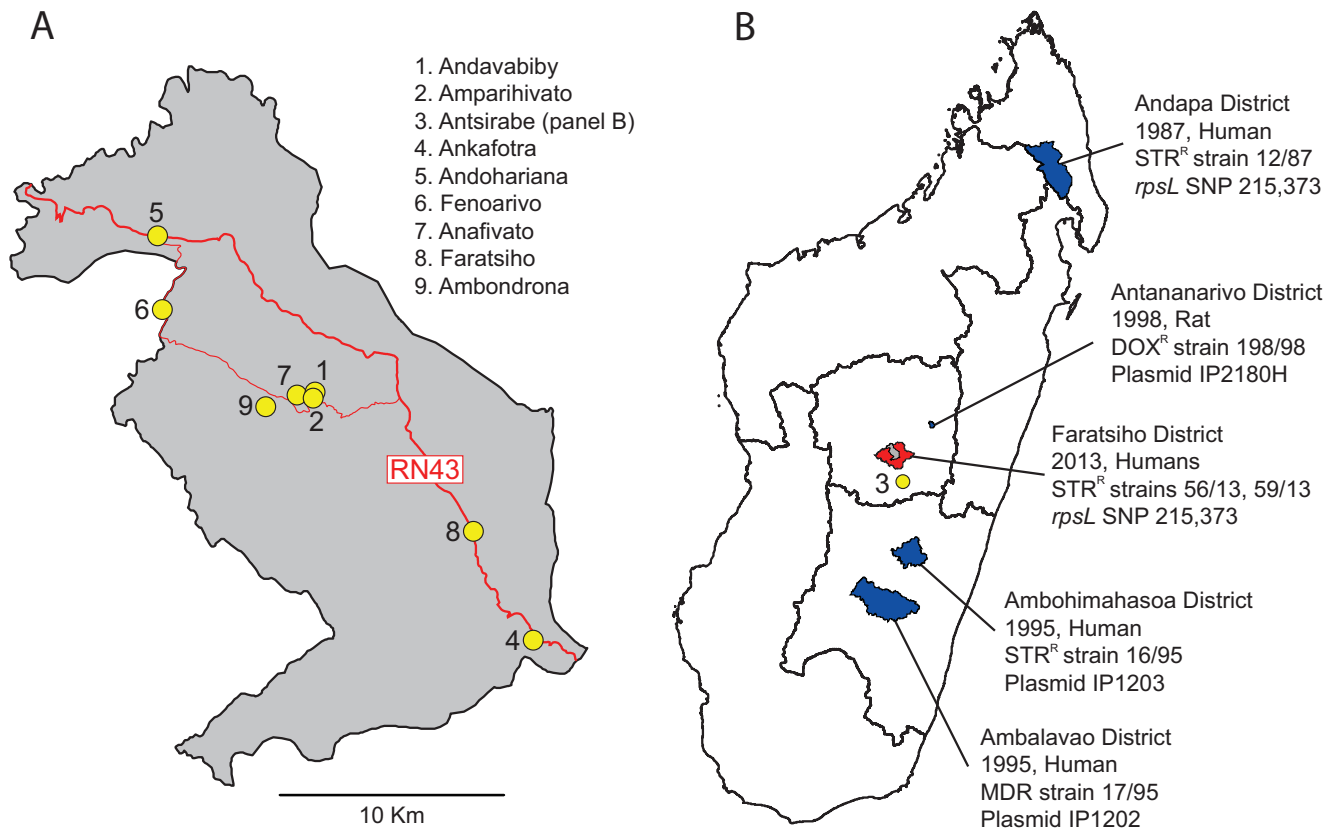 A
1. Andavabiby
2. Amparihivato
3. Antsirabe (panel B)
4. Ankafotra
5. Andohariana
6. Fenoarivo
7. Anafivato
8. Faratsiho
9. Ambondrona
5
6
7
1
9
2
RN43
8
4
10 Km
B
Andapa District
1987, Human
STRᴿ strain 12/87
rpsL SNP 215,373
Antananarivo District
1998, Rat
DOXᴿ strain 198/98
Plasmid IP2180H
Faratsiho District
2013, Humans
STRᴿ strains 56/13, 59/13
rpsL SNP 215,373
3
Ambohimahasoa District
1995, Human
STRᴿ strain 16/95
Plasmid IP1203
Ambalavao District
1995, Human
MDR strain 17/95
Plasmid IP1202